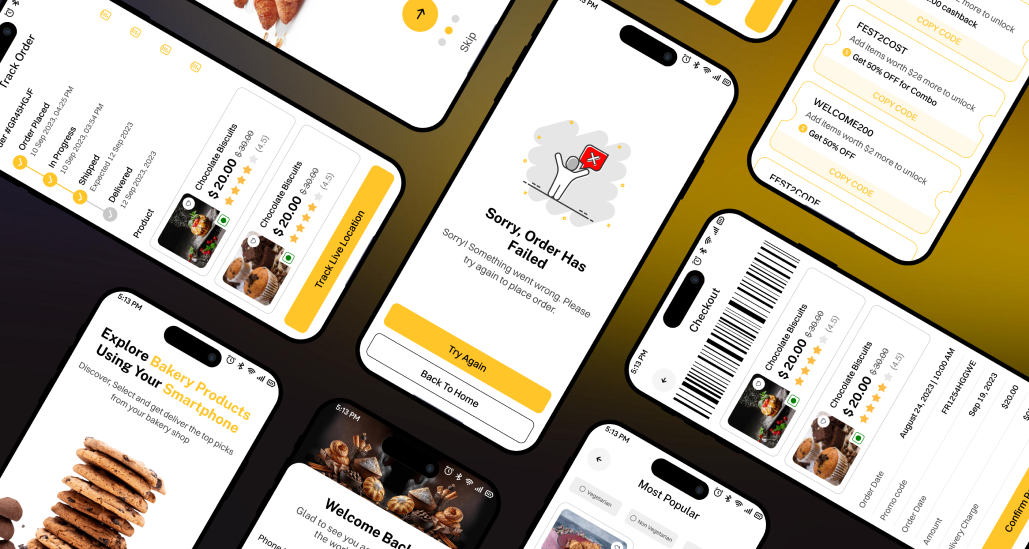 Track Order
#GR45HGJF
Order Placed
10 Sep 2023, 04:25 PM
In Progress
10 Sep 2023, 03:54 PM
Shipped
Expected 12 Sep 2023
Delivered
12 Sep 2023, 2023
Product
Chocolate Biscuits
$20.00 $30.00
(4.5)
Chocolate Biscuits
$20.00 $30.00
(4.5)
Track Live Location
Skip
5:13 PM
Explore Bakery Products
Using Your Smartphone
Discover, Select and get deliver the top picks
from your bakery shop
PM
Sorry, Order Has
Failed
Sorry! Something went wrong. Please
try again to place order.
Try Again
Back To Home
5:13 PM
Welcome Back
Glad to see you
the
Phone
more to unlock
cashback
COPY CODE
FEST2COST
Add items worth $28 more to unlock
Get 50% OFF for Combo
COPY CODE
WELCOME200
Add items worth $2 more to unlock
Get 50% OFF
COPY CODE
FEST2CODE
5:13 PM
Checkout
Chocolate Biscuits
$20.00 $30.00
(4.5)
Chocolate Biscuits
$20.00 $30.00
(4.5)
Order Date
August 24, 2023 | 10:00 AM
Promo code
FR1254HGGWE
Order Date
Sep 19, 2023
Amount
$20.00
Charge
Confirm
5:13 PM
Most Popular
Vegetarian
Non Vegetarian